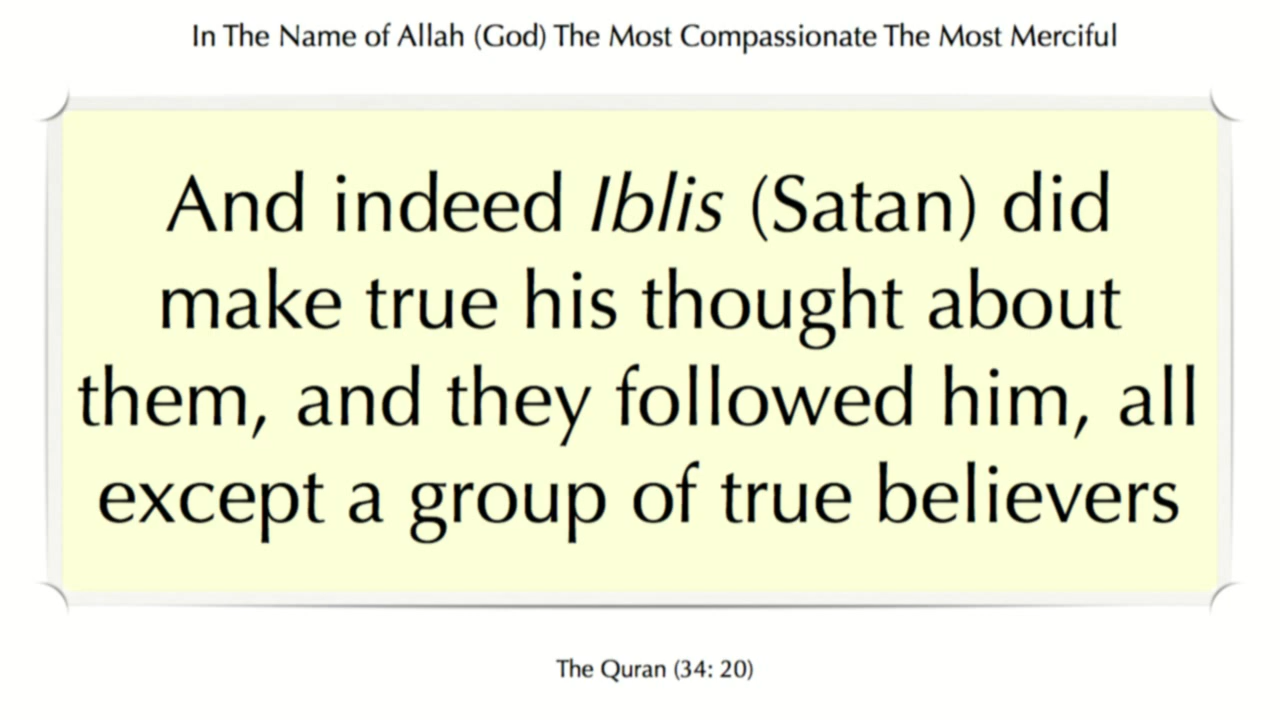 In The Name of Allah (God) The Most Compassionate The Most Merciful
And indeed Iblis (Satan) did
make true his thought about
them, and they followed him, all
except a group of true believers
The Quran (34: 20)